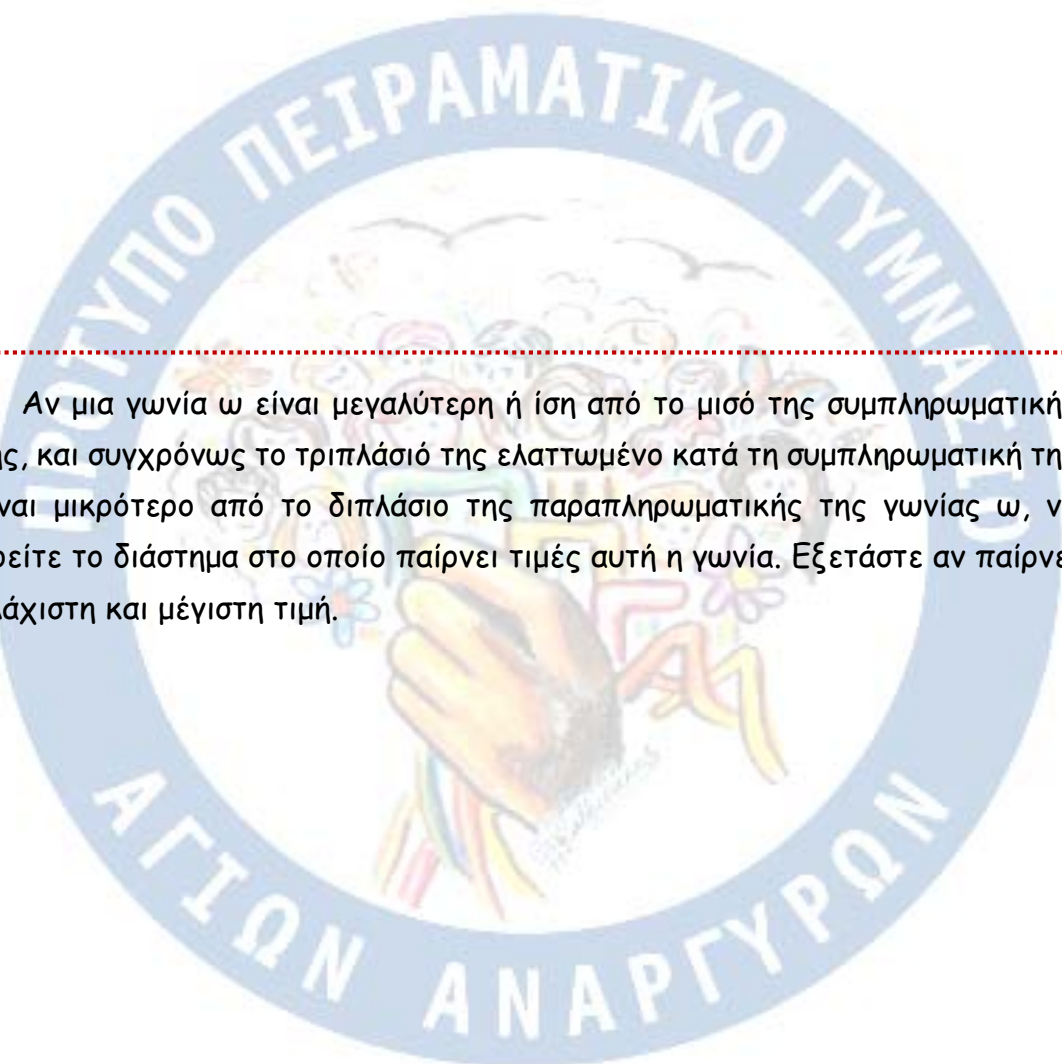 ΠΡΟΤΥΠΟ ΠΕΙΡΑΜΑΤΙΚΟ ΓΥΜΝΑΣΙΟ
Αν μια γωνία ω είναι μεγαλύτερη ή ίση από το μισό της συμπληρωματική
ης, και συγχρόνως το τριπλάσιό της ελαττωμένο κατά τη συμπληρωματική τη
ναι μικρότερο από το διπλάσιο της παραπληρωματικής της γωνίας ω, ν
ρείτε το διάστημα στο οποίο παίρνει τιμές αυτή η γωνία. Εξετάστε αν παίρνε
λάχιστη και μέγιστη τιμή.
ΑΓΙΩΝ ΑΝΑΡΓΥΡΩΝ